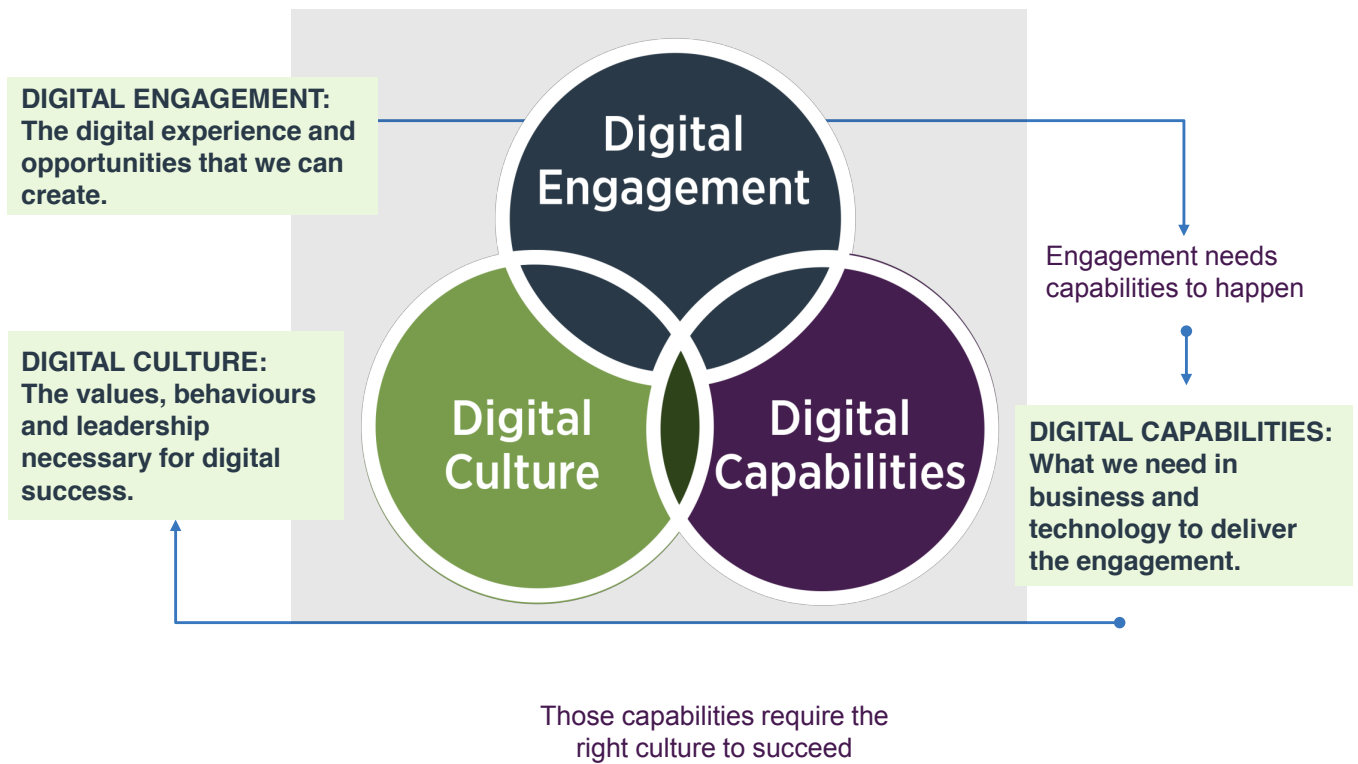 DIGITAL ENGAGEMENT:
The digital experience and
opportunities that we can
create.
Digital
Engagement
Engagement needs
capabilities to happen
DIGITAL CULTURE:
The values, behaviours
and leadership
necessary for digital
success.
Digital
Culture
Digital
Capabilities
DIGITAL CAPABILITIES:
What we need in
business and
technology to deliver
the engagement.
Those capabilities require the
right culture to succeed